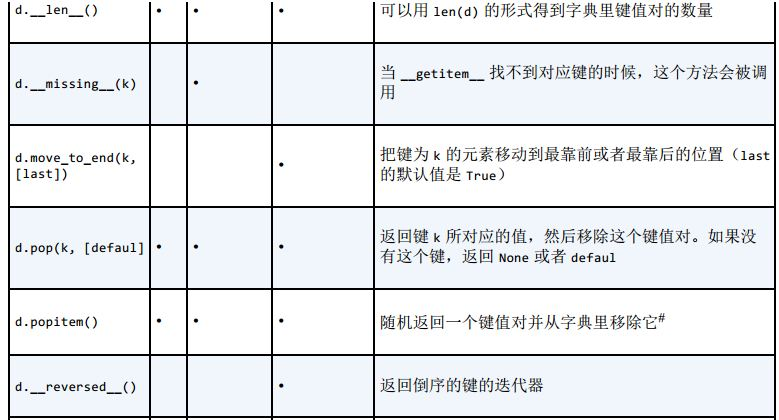 d.__len__() • • • 可以用 len(d) 的形式得到字典里键值对的数量
d.__missing__(k) • 当 __getitem__ 找不到对应键的时候，这个方法会被调
用
d.move_to_end(k,
[last]) • 把键为 k 的元素移动到最靠前或者最靠后的位置（last
的默认值是 True）
d.pop(k, [defaul] • • • 返回键 k 所对应的值，然后移除这个键值对。如果没
有这个键，返回 None 或者 defaul
d.popitem() • • • 随机返回一个键值对并从字典里移除它#
d.__reversed__() • 返回倒序的键的迭代器